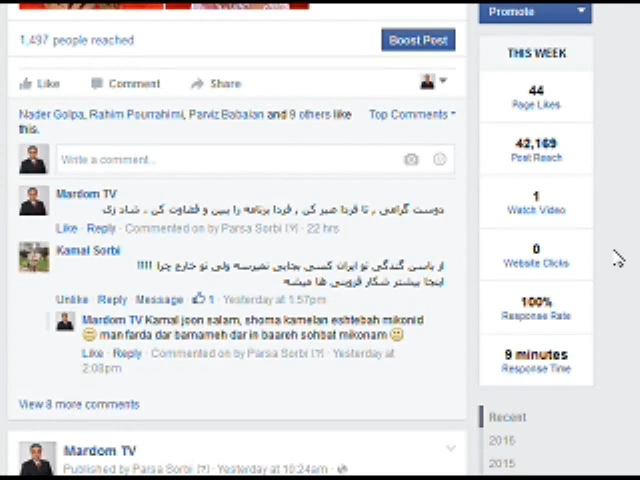 Promote
1,497 people reached
Boost Post
THIS WEEK
Like Comment Share
44
Page Likes
Nader Golpa, Rahim Pourrahimi, Parviz Babaian and 9 others like this.
Top Comments
42,169
Post Reach
Write a comment...
Mardom TV
دوست گرامی , تا فردا صبر کن , فردا برنامه را ببین و قضاوت کن . شاد زی
1
Watch Video
Like · Reply · Commented on by Parsa Sorbi [?] · 22 hrs
Kamal Sorbi
0
Website Clicks
از باسن گندگی تو ایران کسی بجایی نمیرسه ولی تو خارج چرا !!!!
اینجا بیشتر شکار قزوینی ها میشه
Unlike · Reply · Message · 1 · Yesterday at 1:57pm
100%
Response Rate
Mardom TV Kamal joon salam, shoma kamelan eshtebah mikonid
man farda dar barnameh dar in baareh sohbat mikonam
Like · Reply · Commented on by Parsa Sorbi [?] · Yesterday at
2:08pm
9 minutes
Response Time
View 8 more comments
Recent
2016
2015
Mardom TV
Published by Parsa Sorbi [?] · Yesterday at 10:24am ·